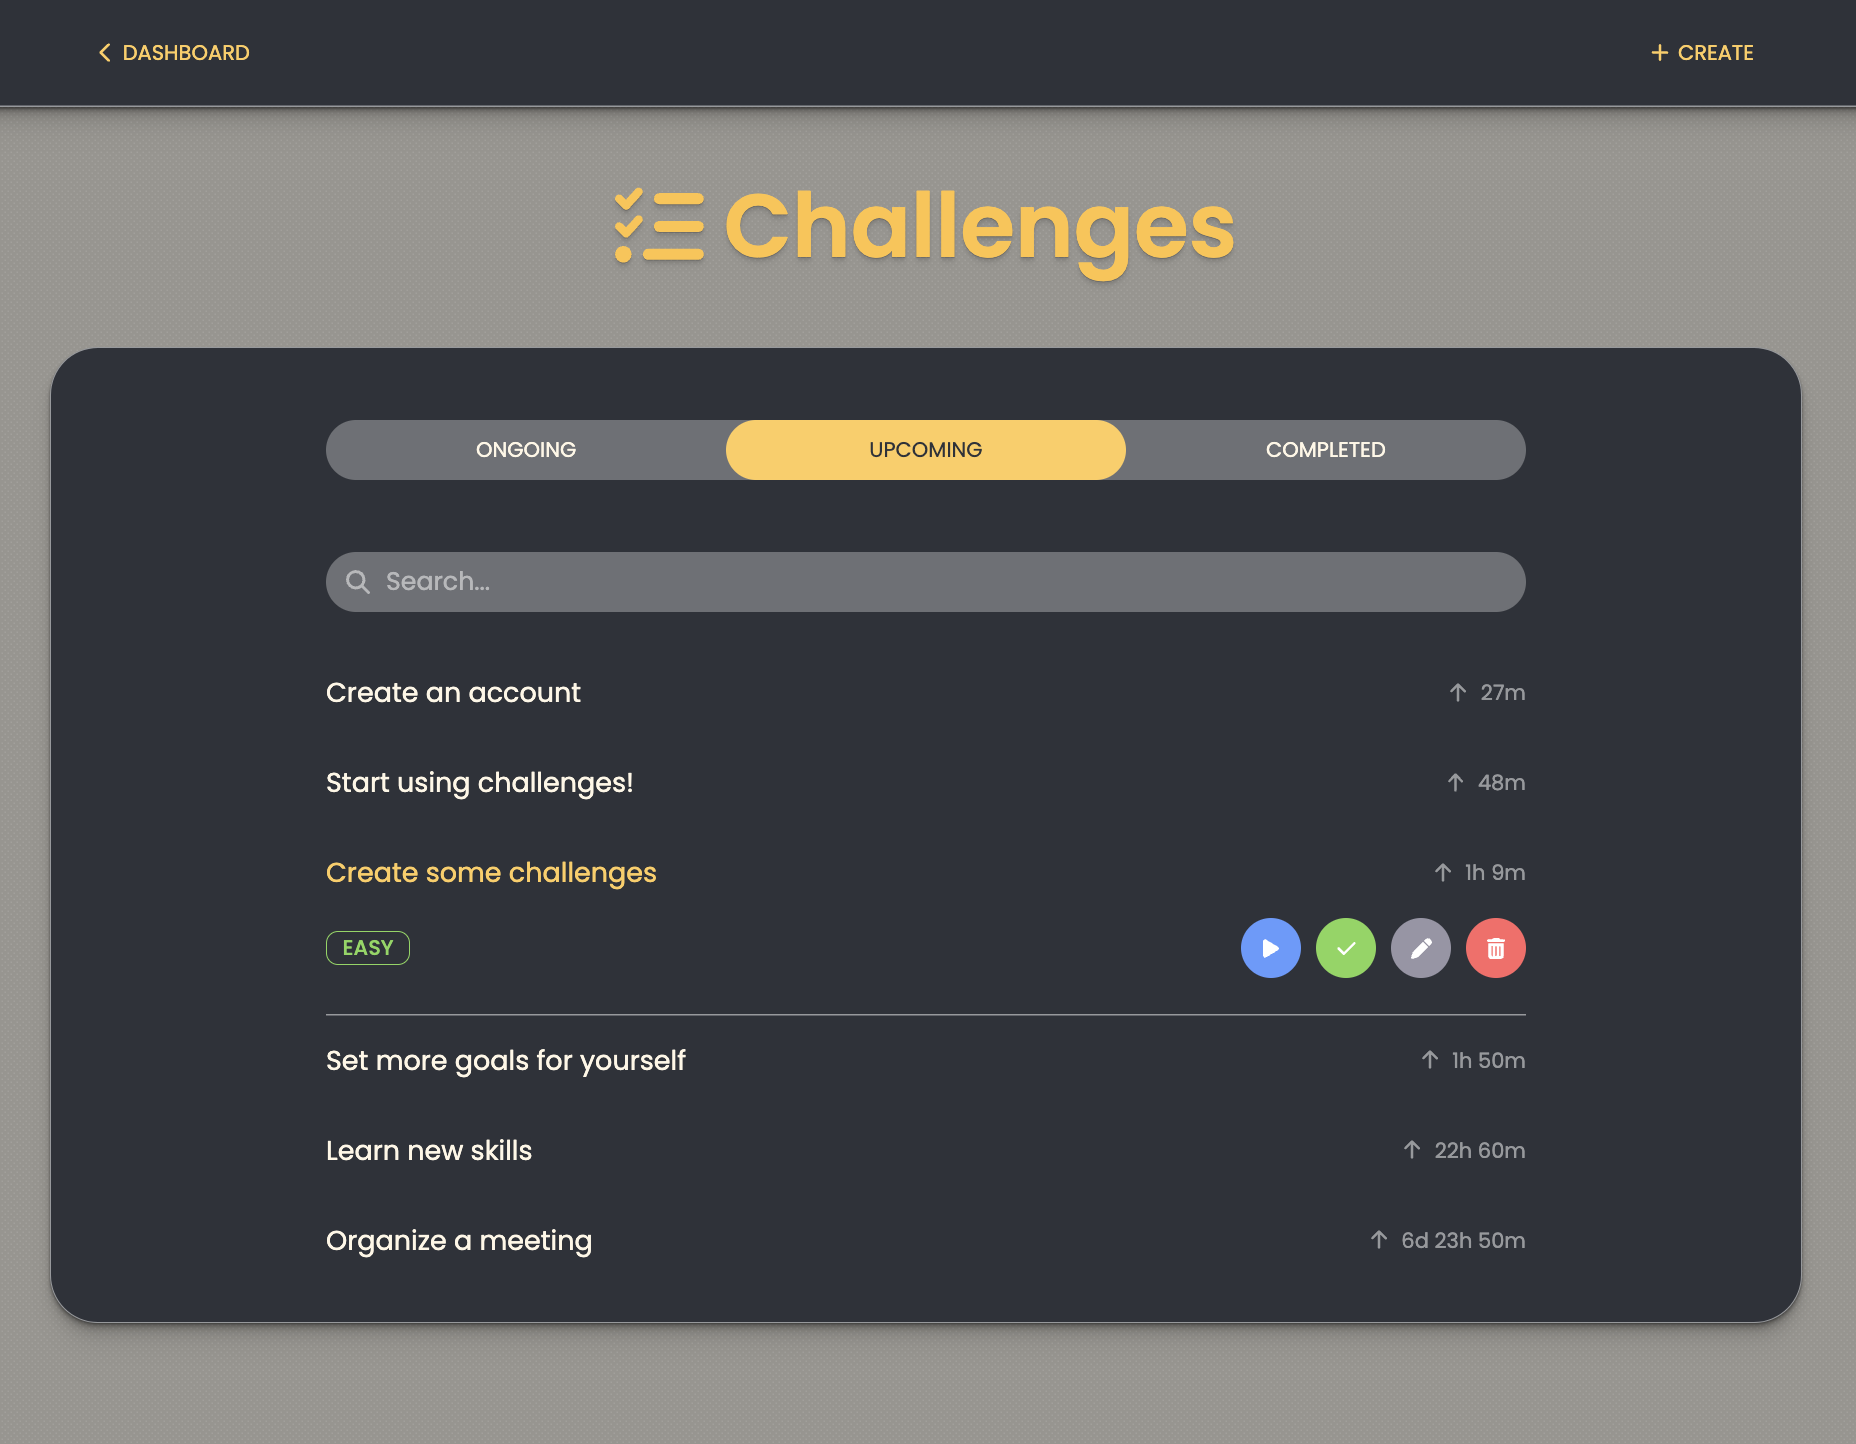 DASHBOARD
CREATE
Challenges
ONGOING
UPCOMING
COMPLETED
Search...
Create an account
27m
Start using challenges!
48m
Create some challenges
1h 9m
EASY
Set more goals for yourself
1h 50m
Learn new skills
22h 60m
Organize a meeting
6d 23h 50m